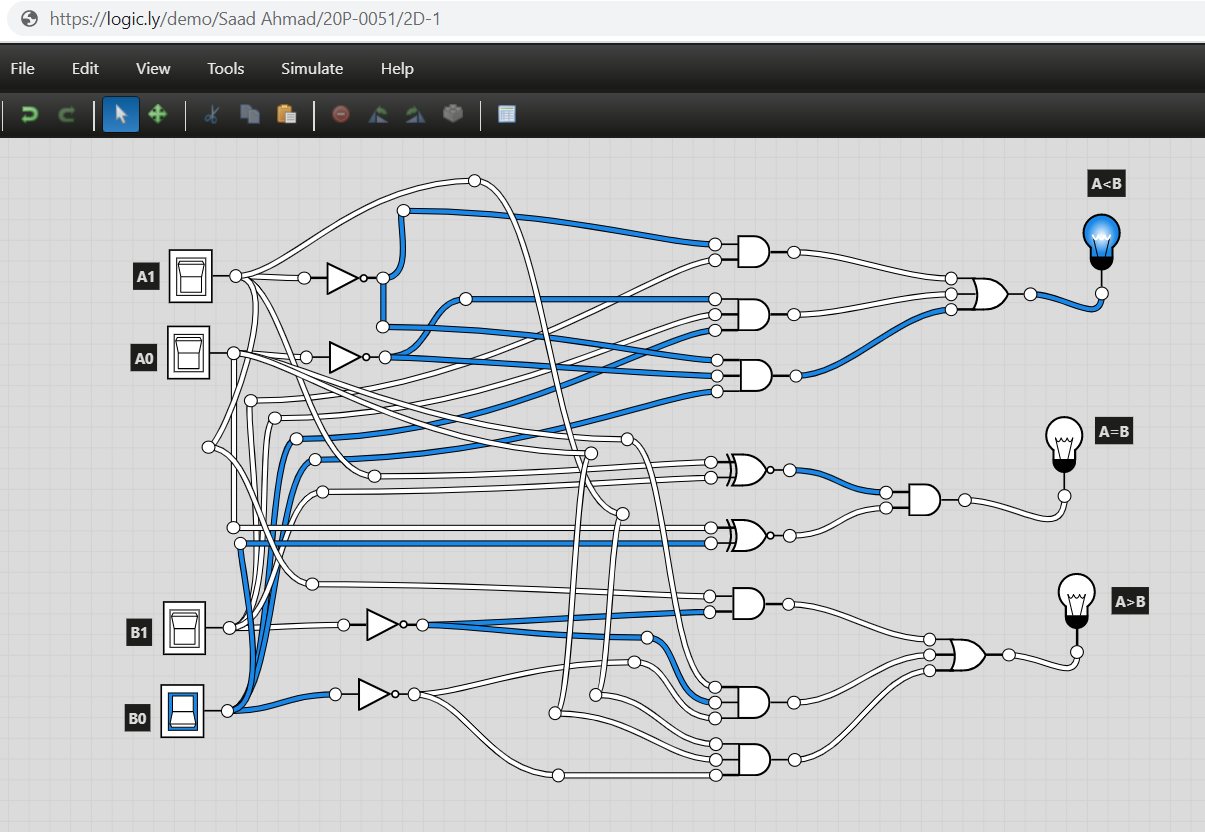 https://logic.ly/demo/Saad Ahmad/20P-0051/2D-1
File Edit View Tools Simulate Help
A<B
A1
A0
A=B
A>B
B1
B0